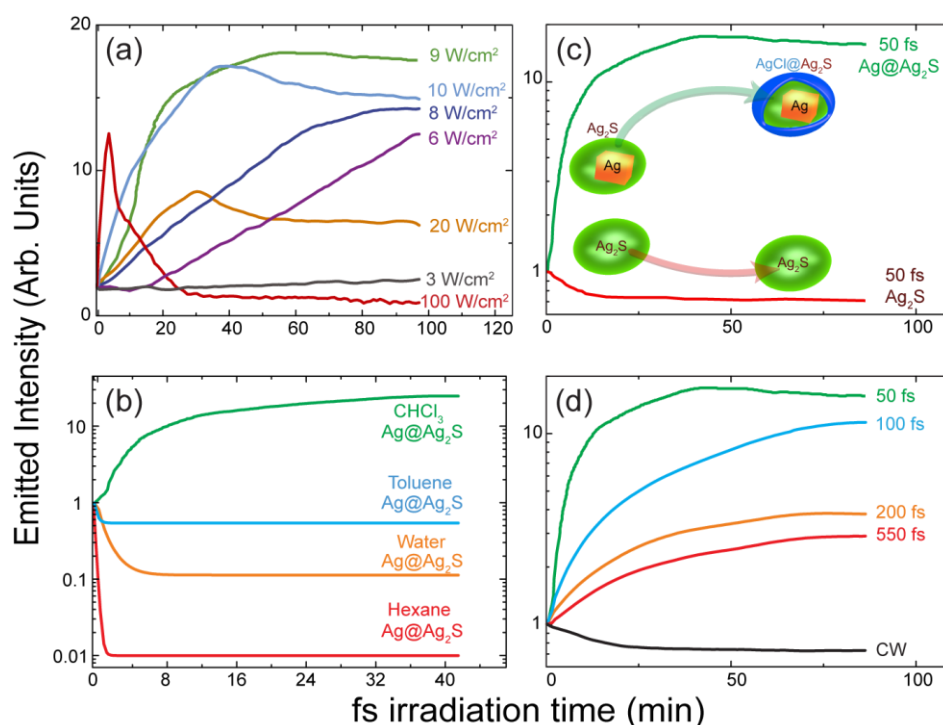 Emitted Intensity (Arb. Units)
(a)
20
10
0
9 W/cm²
10 W/cm²
8 W/cm²
6 W/cm²
20 W/cm²
3 W/cm²
100 W/cm²
0 20 40 60 80 100 120
(c)
10
1
50 fs
Ag@Ag₂S
AgCl@Ag₂S
Ag
Ag₂S
Ag
Ag₂S
Ag₂S
50 fs
Ag₂S
0 50 100
(b)
10
1
0.1
0.01
CHCl₃
Ag@Ag₂S
Toluene
Ag@Ag₂S
Water
Ag@Ag₂S
Hexane
Ag@Ag₂S
0 8 16 24 32 40
(d)
10
1
50 fs
100 fs
200 fs
550 fs
CW
0 50 100
fs irradiation time (min)